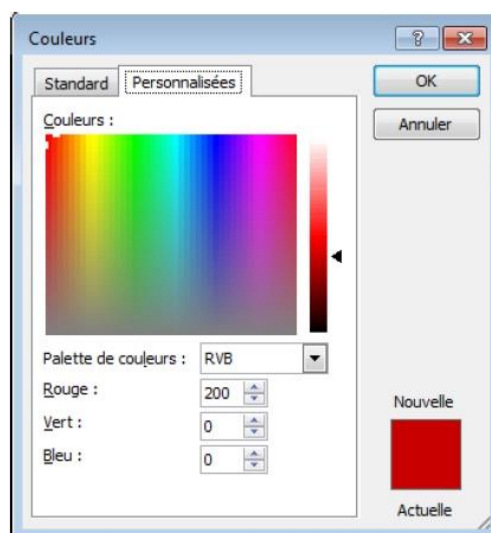 Couleurs
Standard Personnalisées
OK
Annuler
Couleurs :
Palette de couleurs : RVB
Rouge : 200
Vert : 0
Bleu : 0
Nouvelle
Actuelle